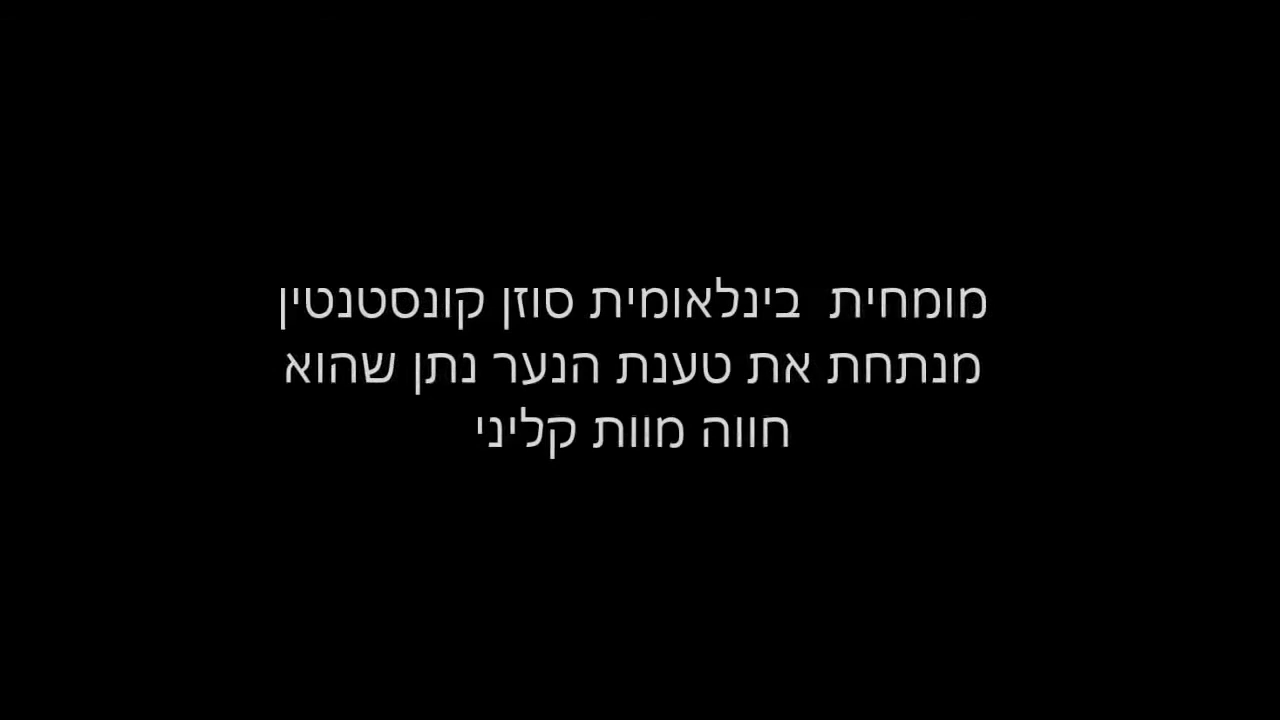 מומחית  בינלאומית סוזן קונסטנטין
מנתחת את טענת הנער נתן שהוא
חווה מוות קליני